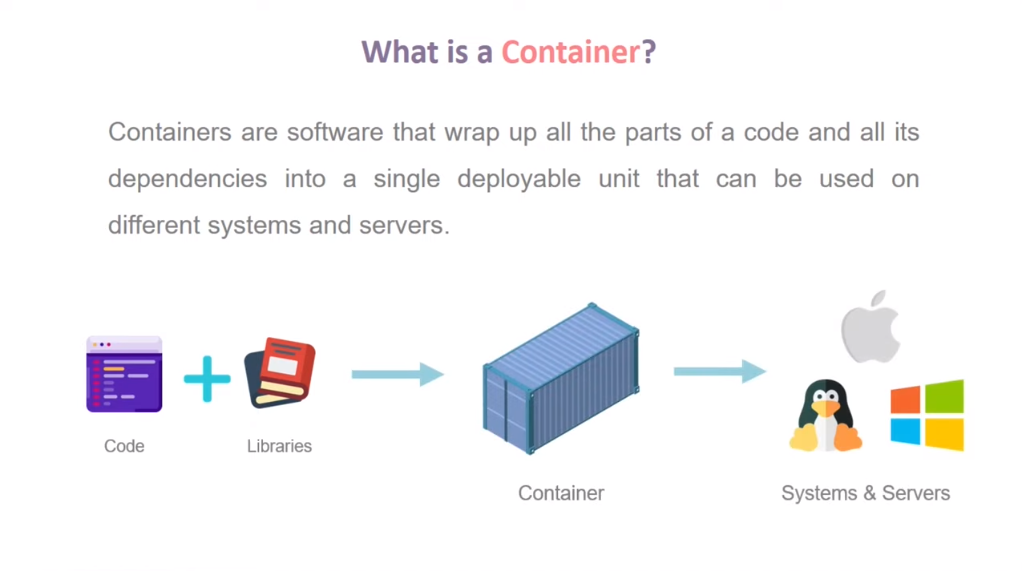 What is a Container?
Containers are software that wrap up all the parts of a code and all its
dependencies into a single deployable unit that can be used on
different systems and servers.
Code
Libraries
Container
Systems & Servers